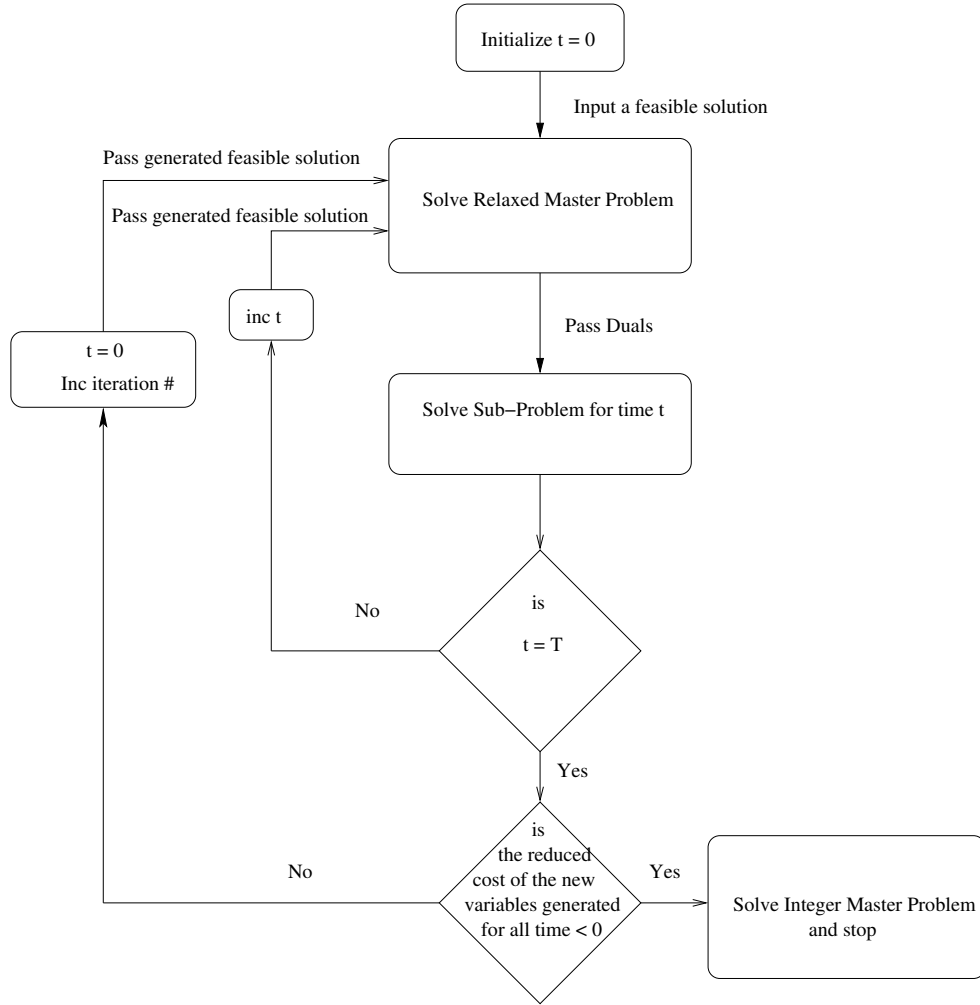 Initialize t = 0
Input a feasible solution
Pass generated feasible solution
Solve Relaxed Master Problem
Pass generated feasible solution
inc t
Pass Duals
t = 0
Inc iteration #
Solve Sub−Problem for time t
No
is
t = T
Yes
No
is
the reduced
cost of the new
variables generated
for all time < 0
Yes
Solve Integer Master Problem
and stop